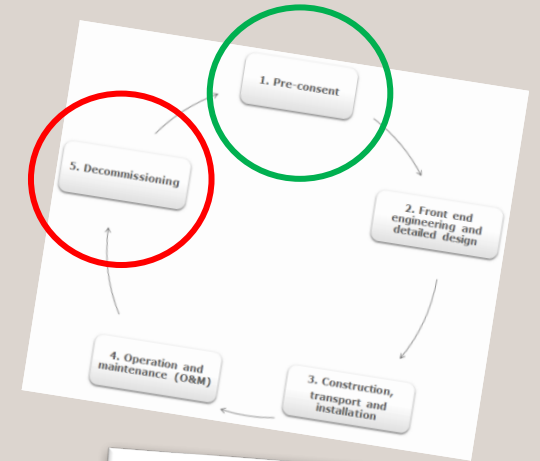 1. Pre-consent
2. Front end
engineering and
detailed design
3. Construction,
transport and
installation
4. Operation and
maintenance (O&M)
5. Decommissioning